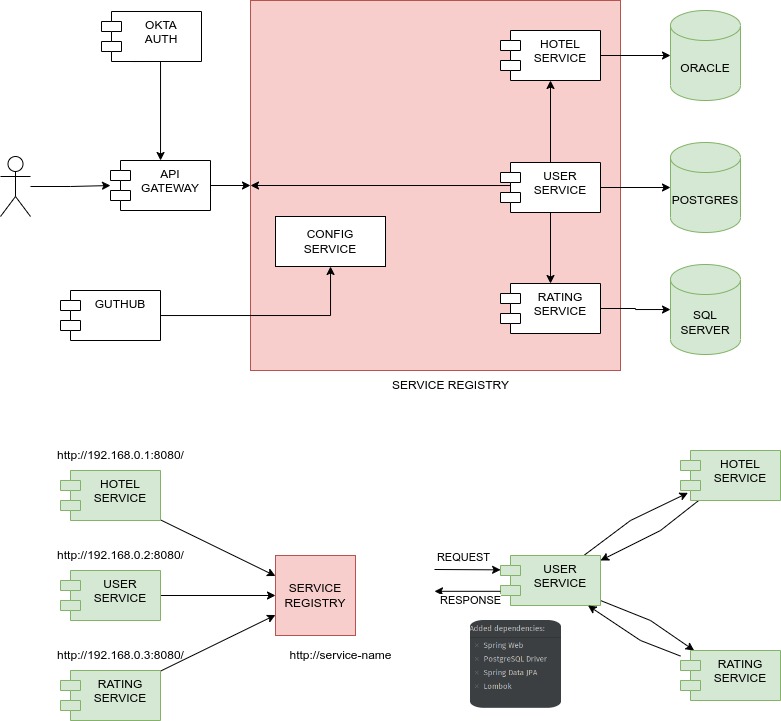 OKTA
AUTH
HOTEL
SERVICE
ORACLE
API
GATEWAY
USER
SERVICE
POSTGRES
CONFIG
SERVICE
GUTHUB
RATING
SERVICE
SQL
SERVER
SERVICE REGISTRY
http://192.168.0.1:8080/
HOTEL
SERVICE
http://192.168.0.2:8080/
USER
SERVICE
http://192.168.0.3:8080/
RATING
SERVICE
SERVICE
REGISTRY
http://service-name
HOTEL
SERVICE
REQUEST
RESPONSE
USER
SERVICE
Added dependencies:
Spring Web
PostgreSQL Driver
Spring Data JPA
Lombok
RATING
SERVICE